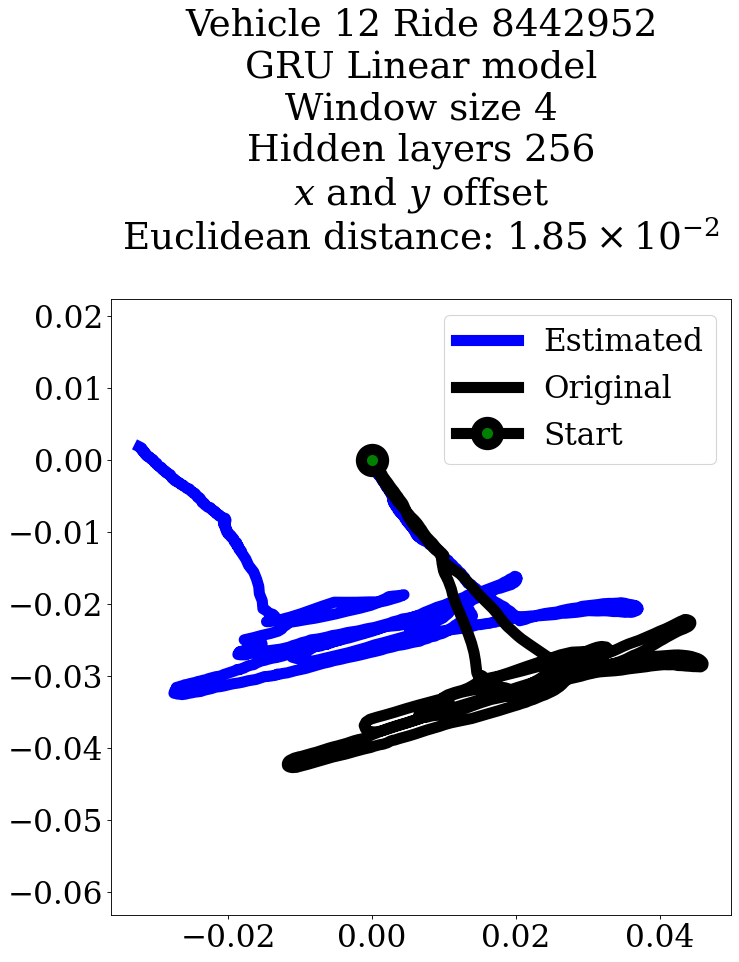 Vehicle 12 Ride 8442952
GRU Linear model
Window size 4
Hidden layers 256
x and y offset
Euclidean distance: 1.85 × 10⁻²
Estimated
Original
Start
0.02
0.01
0.00
−0.01
−0.02
−0.03
−0.04
−0.05
−0.06
−0.02 0.00 0.02 0.04